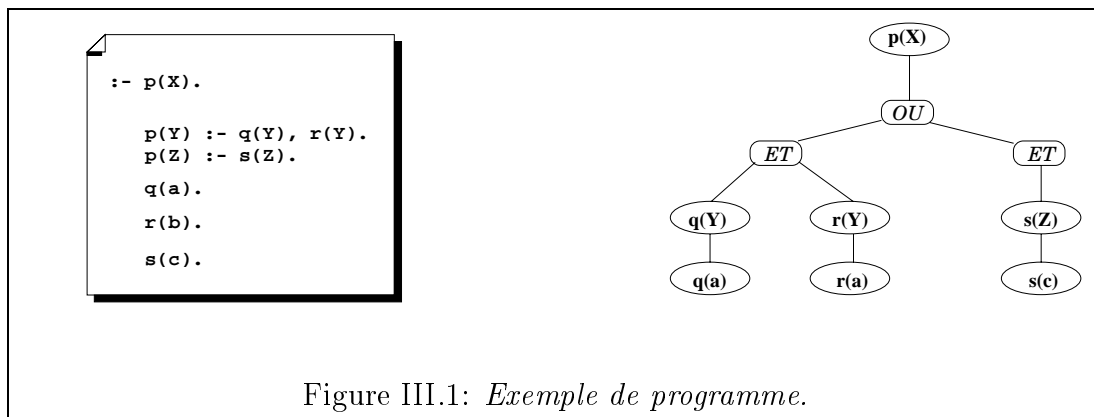 :- p(X).
p(Y) :- q(Y), r(Y).
p(Z) :- s(Z).
q(a).
r(b).
s(c).
p(X)
OU
ET ET
q(Y) r(Y) s(Z)
q(a) r(a) s(c)
Figure III.1: Exemple de programme.